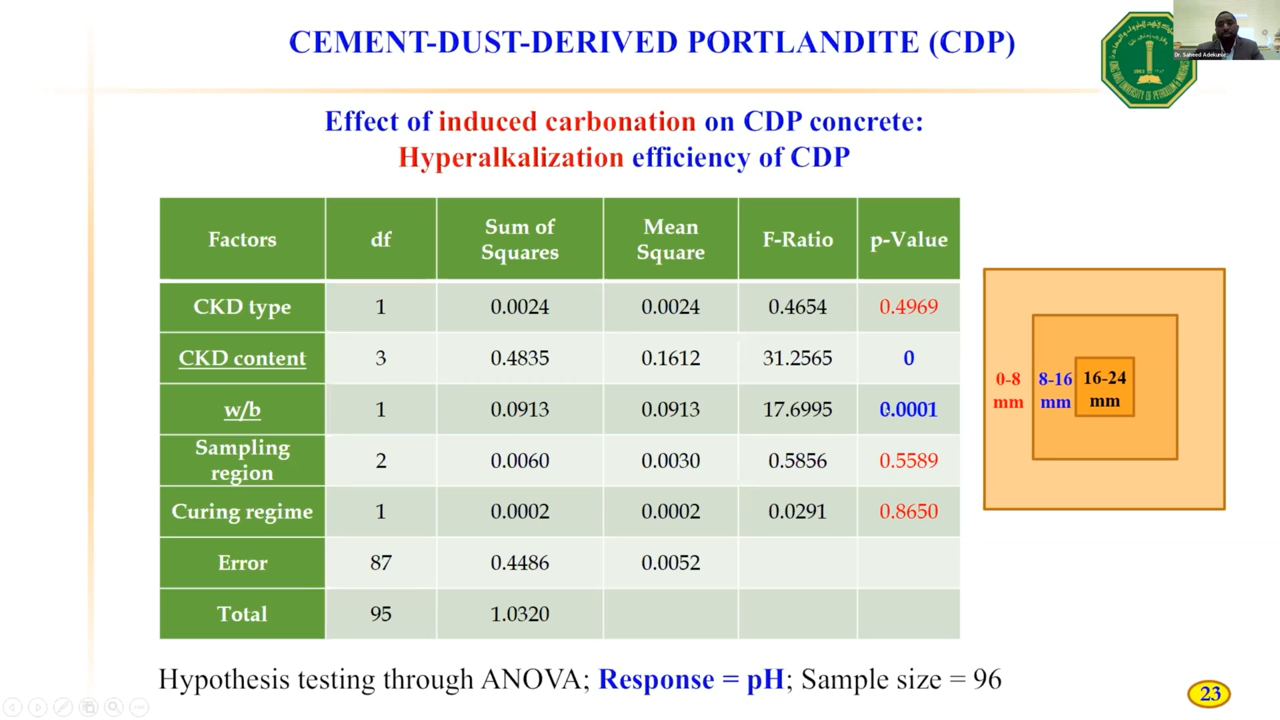 CEMENT-DUST-DERIVED PORTLANDITE (CDP)
Dr. Saheed Adekunle
Effect of induced carbonation on CDP concrete:
Hyperalkalization efficiency of CDP
Factors df Sum of Squares Mean Square F-Ratio p-Value
CKD type 1 0.0024 0.0024 0.4654 0.4969
CKD content 3 0.4835 0.1612 31.2565 0
w/b 1 0.0913 0.0913 17.6995 0.0001
Sampling region 2 0.0060 0.0030 0.5856 0.5589
Curing regime 1 0.0002 0.0002 0.0291 0.8650
Error 87 0.4486 0.0052
Total 95 1.0320
0-8 mm
8-16 mm
16-24 mm
Hypothesis testing through ANOVA; Response = pH; Sample size = 96
23